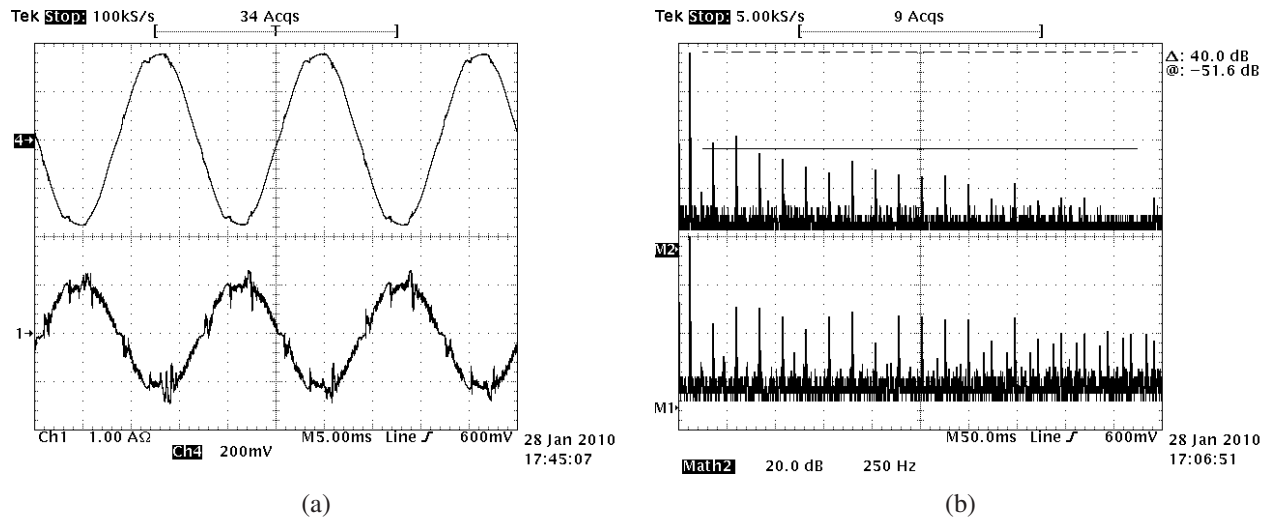 Tek Stop: 100kS/s 34 Acqs
4→
1→
Ch1 1.00 AΩ M5.00ms Line ƒ 600mV
Ch4 200mV
28 Jan 2010
17:45:07
(a)
Tek Stop: 5.00kS/s 9 Acqs
Δ: 40.0 dB
@: −51.6 dB
M2
M1
M50.0ms Line ƒ 600mV
Math2 20.0 dB 250 Hz
28 Jan 2010
17:06:51
(b)